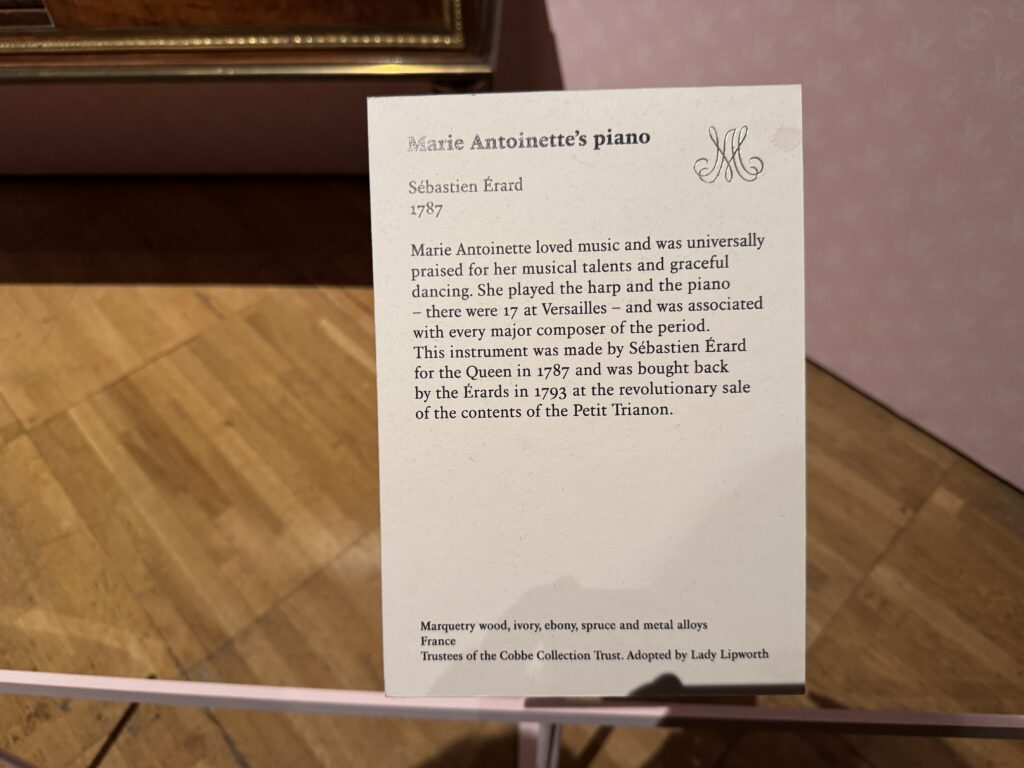 Marie Antoinette's piano
Sébastien Érard
1787
Marie Antoinette loved music and was universally
praised for her musical talents and graceful
dancing. She played the harp and the piano
– there were 17 at Versailles – and was associated
with every major composer of the period.
This instrument was made by Sébastien Érard
for the Queen in 1787 and was bought back
by the Érards in 1793 at the revolutionary sale
of the contents of the Petit Trianon.
Marquetry wood, ivory, ebony, spruce and metal alloys
France
Trustees of the Cobbe Collection Trust. Adopted by Lady Lipworth